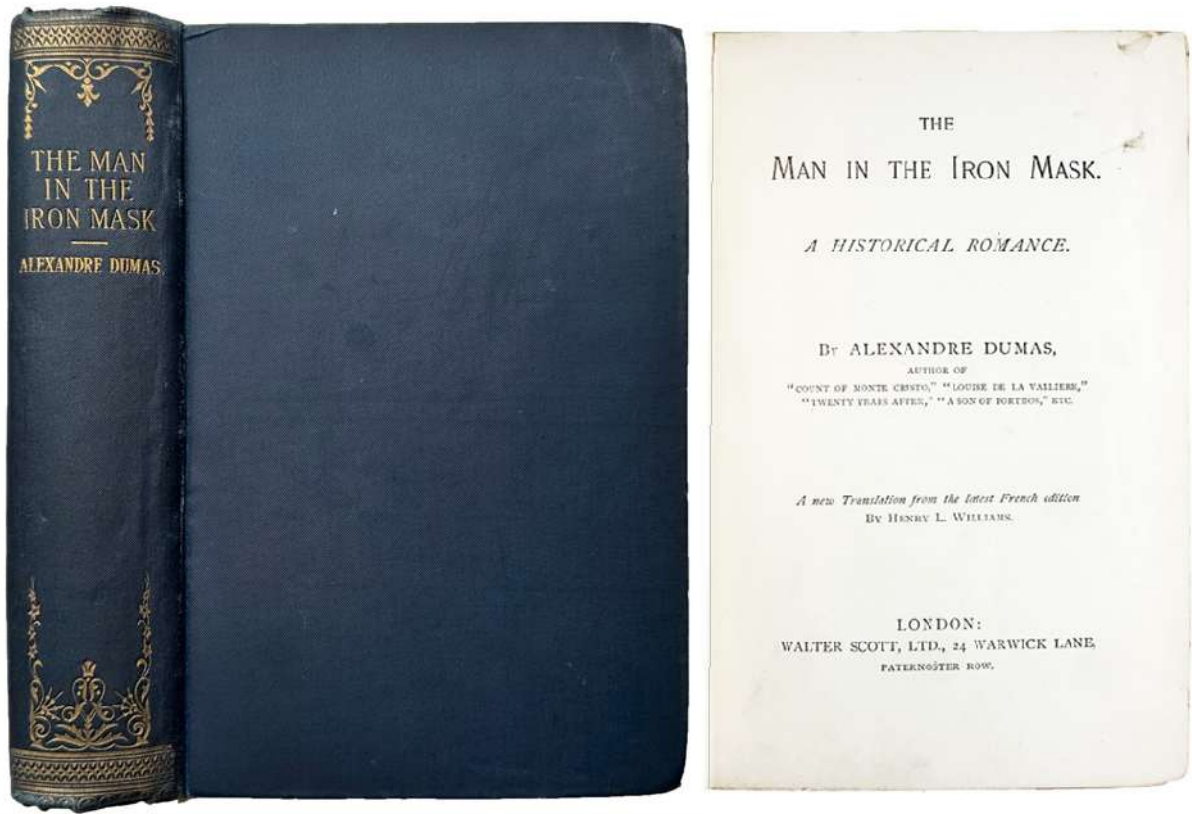 THE MAN
IN THE
IRON MASK
ALEXANDRE DUMAS
THE
MAN IN THE IRON MASK.
A HISTORICAL ROMANCE.
BY ALEXANDRE DUMAS,
AUTHOR OF
"COUNT OF MONTE CRISTO," "LOUISE DE LA VALLIERE,"
"TWENTY YEARS AFTER," "A SON OF PORTHOS," ETC.
A new Translation from the latest French edition
BY HENRY L. WILLIAMS.
LONDON:
WALTER SCOTT, LTD., 24 WARWICK LANE,
PATERNOSTER ROW.